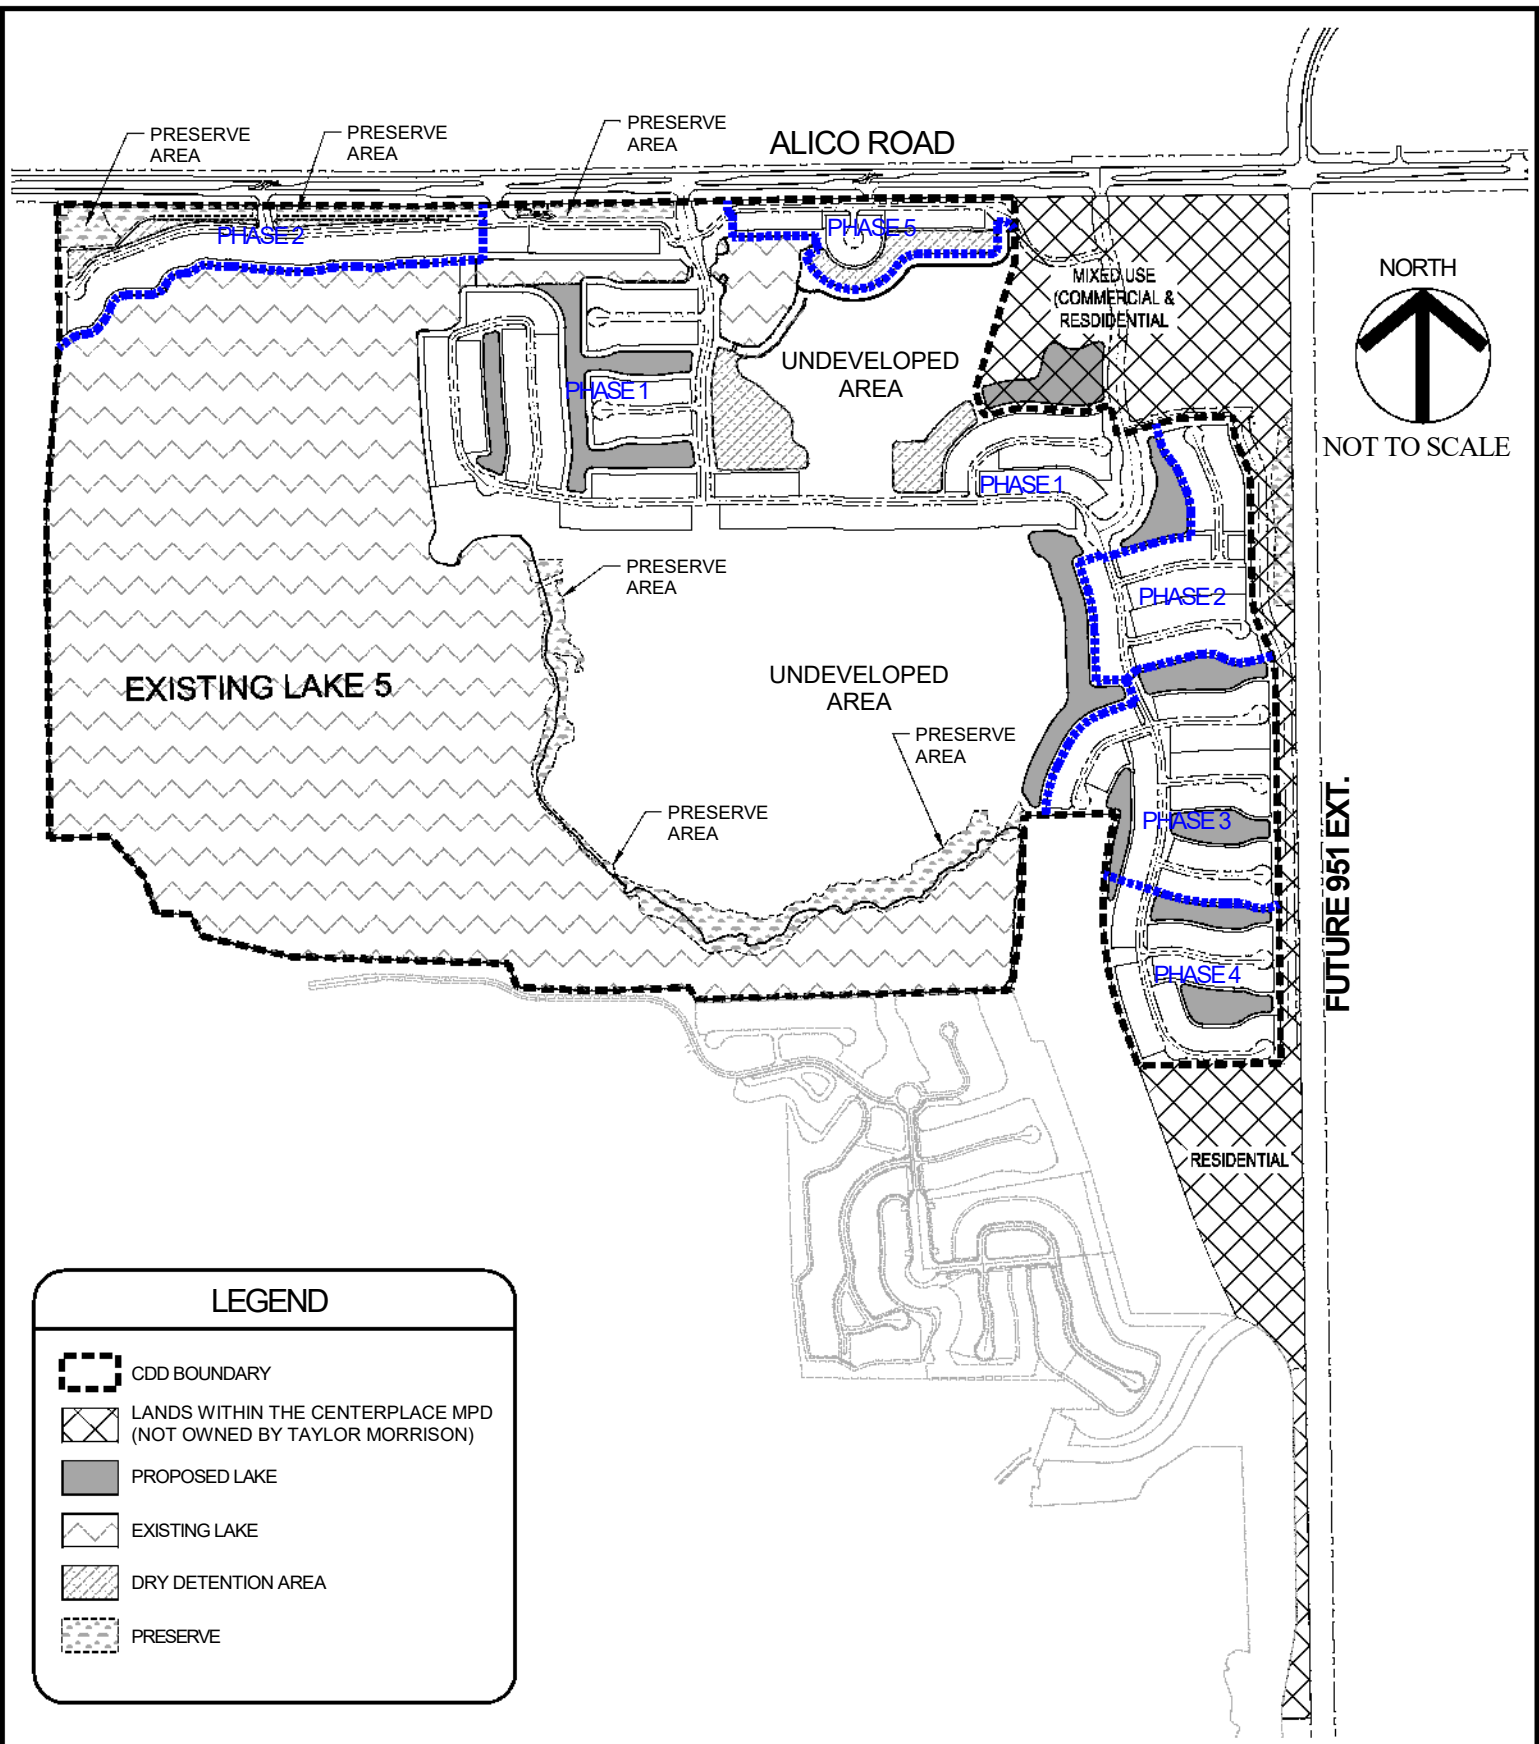 PRESERVE
AREA
PRESERVE
AREA
PRESERVE
AREA
ALICO ROAD
PHASE 2
PHASE 5
MIXED USE
(COMMERCIAL &
RESDIDENTIAL
NORTH
NOT TO SCALE
UNDEVELOPED
AREA
PHASE 1
PHASE 1
PRESERVE
AREA
PHASE 2
EXISTING LAKE 5
UNDEVELOPED
AREA
PRESERVE
AREA
PRESERVE
AREA
PHASE 3
FUTURE 951 EXT.
PHASE 4
RESIDENTIAL
LEGEND
CDD BOUNDARY
LANDS WITHIN THE CENTERPLACE MPD
(NOT OWNED BY TAYLOR MORRISON)
PROPOSED LAKE
EXISTING LAKE
DRY DETENTION AREA
PRESERVE